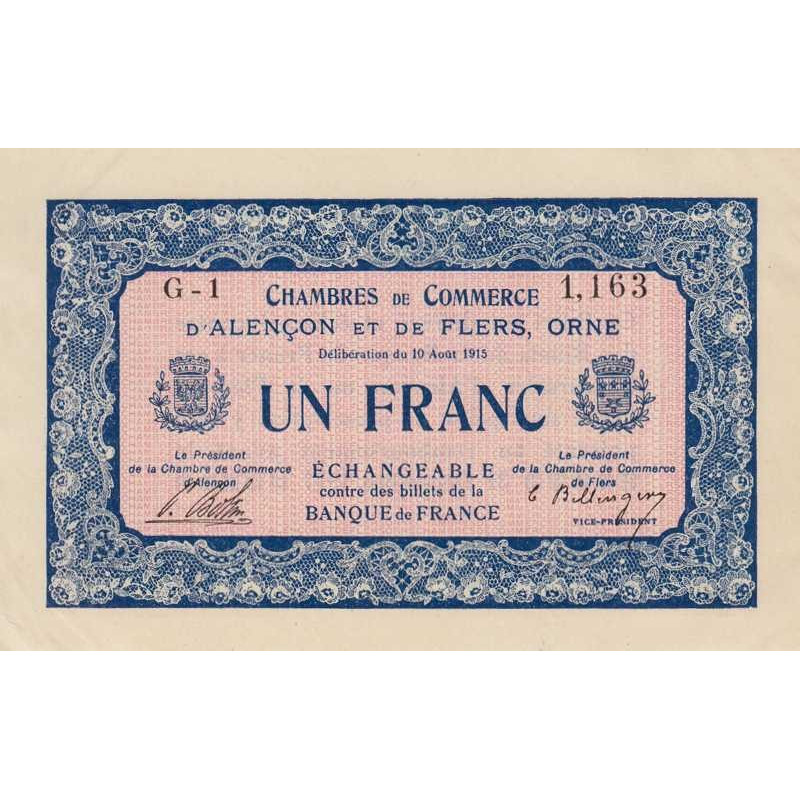 G-1
CHAMBRES DE COMMERCE
1,163
D'ALENÇON ET DE FLERS, ORNE
Délibération du 10 Août 1915
UN FRANC
Le Président
de la Chambre de Commerce
d'Alençon
ÉCHANGEABLE
contre des billets de la
BANQUE de FRANCE
Le Président
de la Chambre de Commerce
de Flers
VICE-PRÉSIDENT